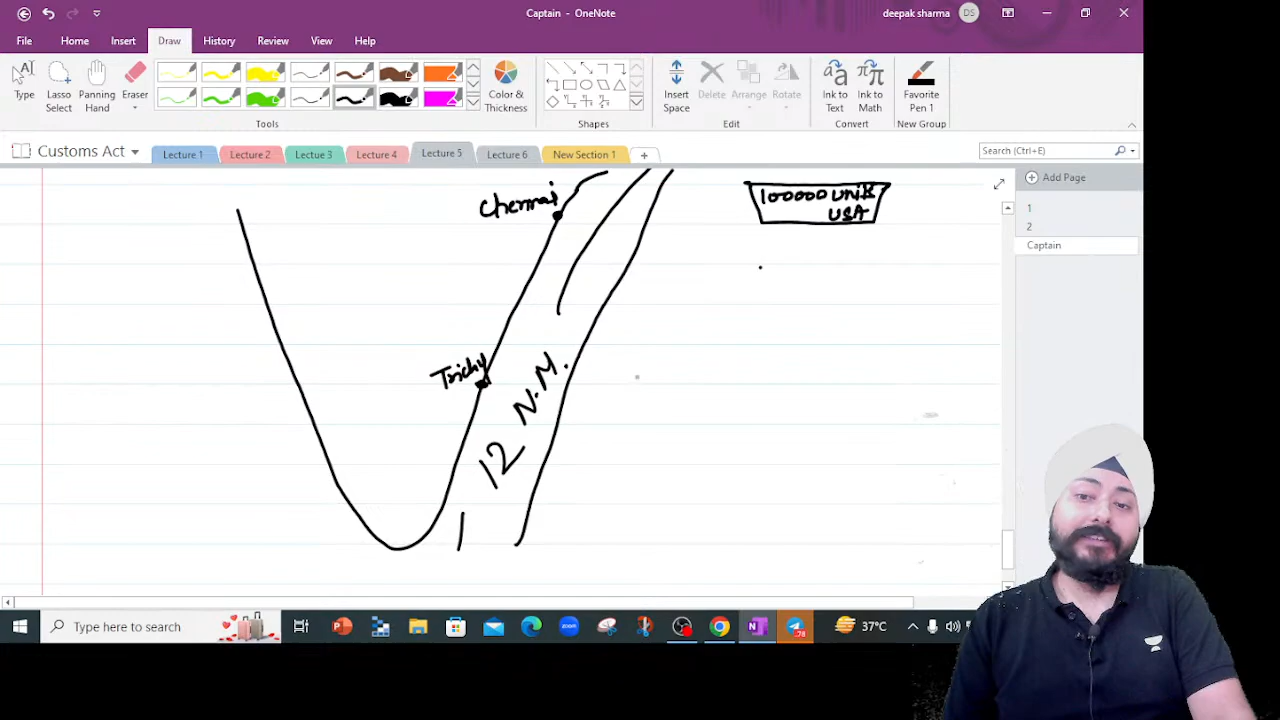 Captain - OneNote
deepak sharma
DS
File
Home
Insert
Draw
History
Review
View
Help
Type
Lasso Select
Panning Hand
Eraser
Color & Thickness
Insert Space
Delete
Arrange
Rotate
Ink to Text
Ink to Math
Favorite Pen 1
Tools
Shapes
Edit
Convert
New Group
Customs Act
Lecture 1
Lecture 2
Lectue 3
Lecture 4
Lecture 5
Lecture 6
New Section 1
Search (Ctrl+E)
Add Page
1
2
Captain
100000 units
USA
Chennai
Trichy
12 N.M.
Type here to search
37°C